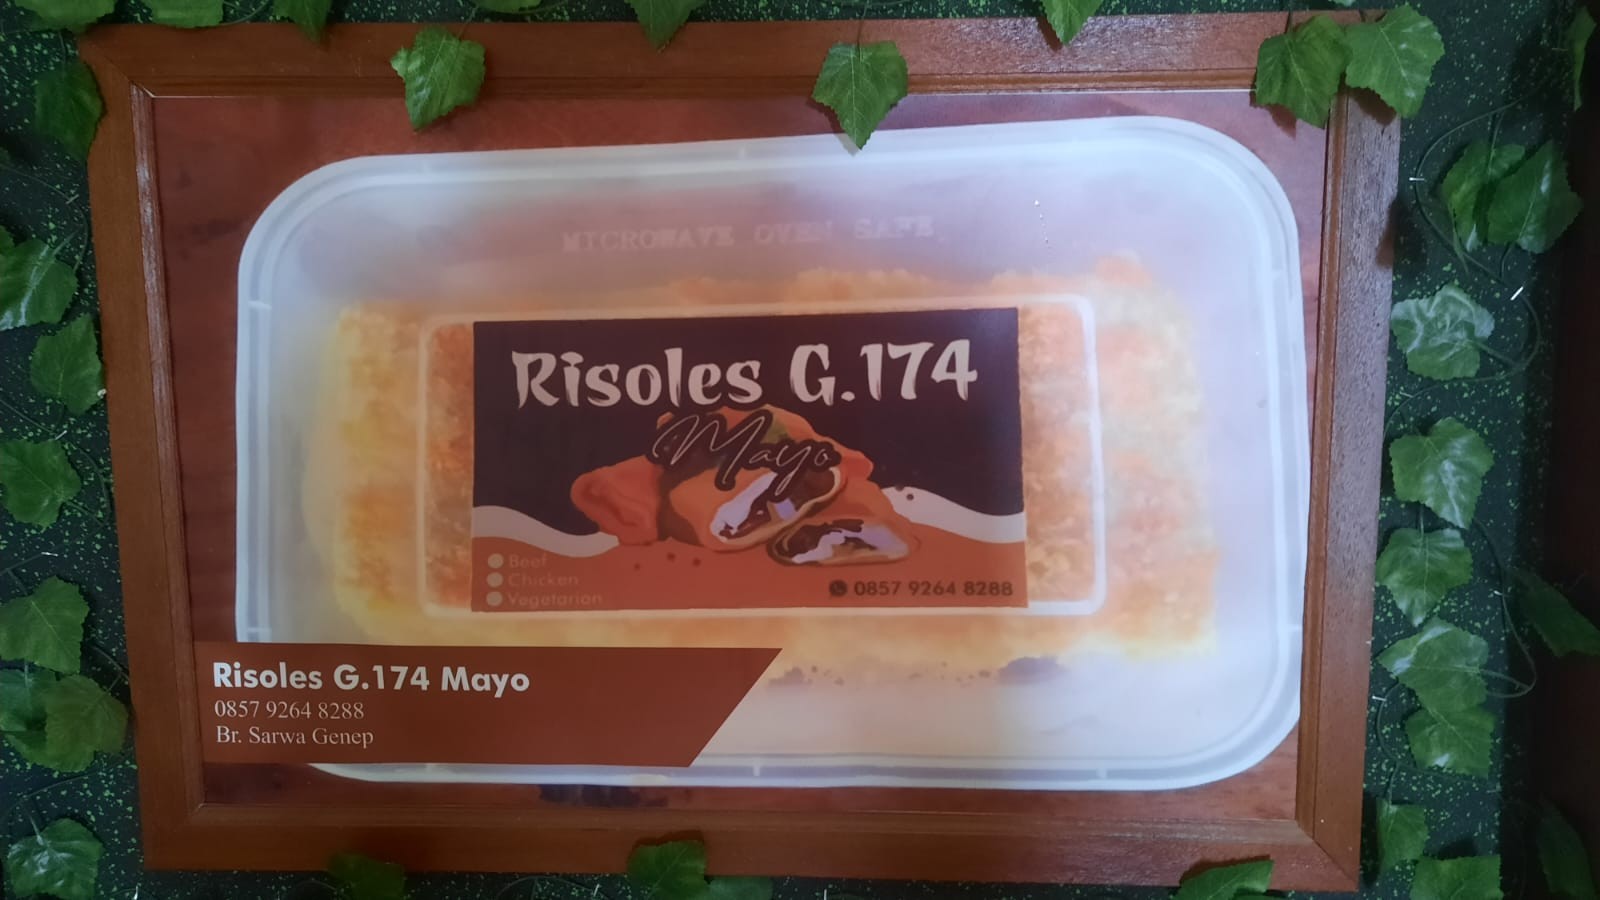 MICROWAVE OVEN SAFE
Risoles G.174
Mayo
Beef
Chicken
Vegetarian
0857 9264 8288
Risoles G.174 Mayo
0857 9264 8288
Br. Sarwa Genep